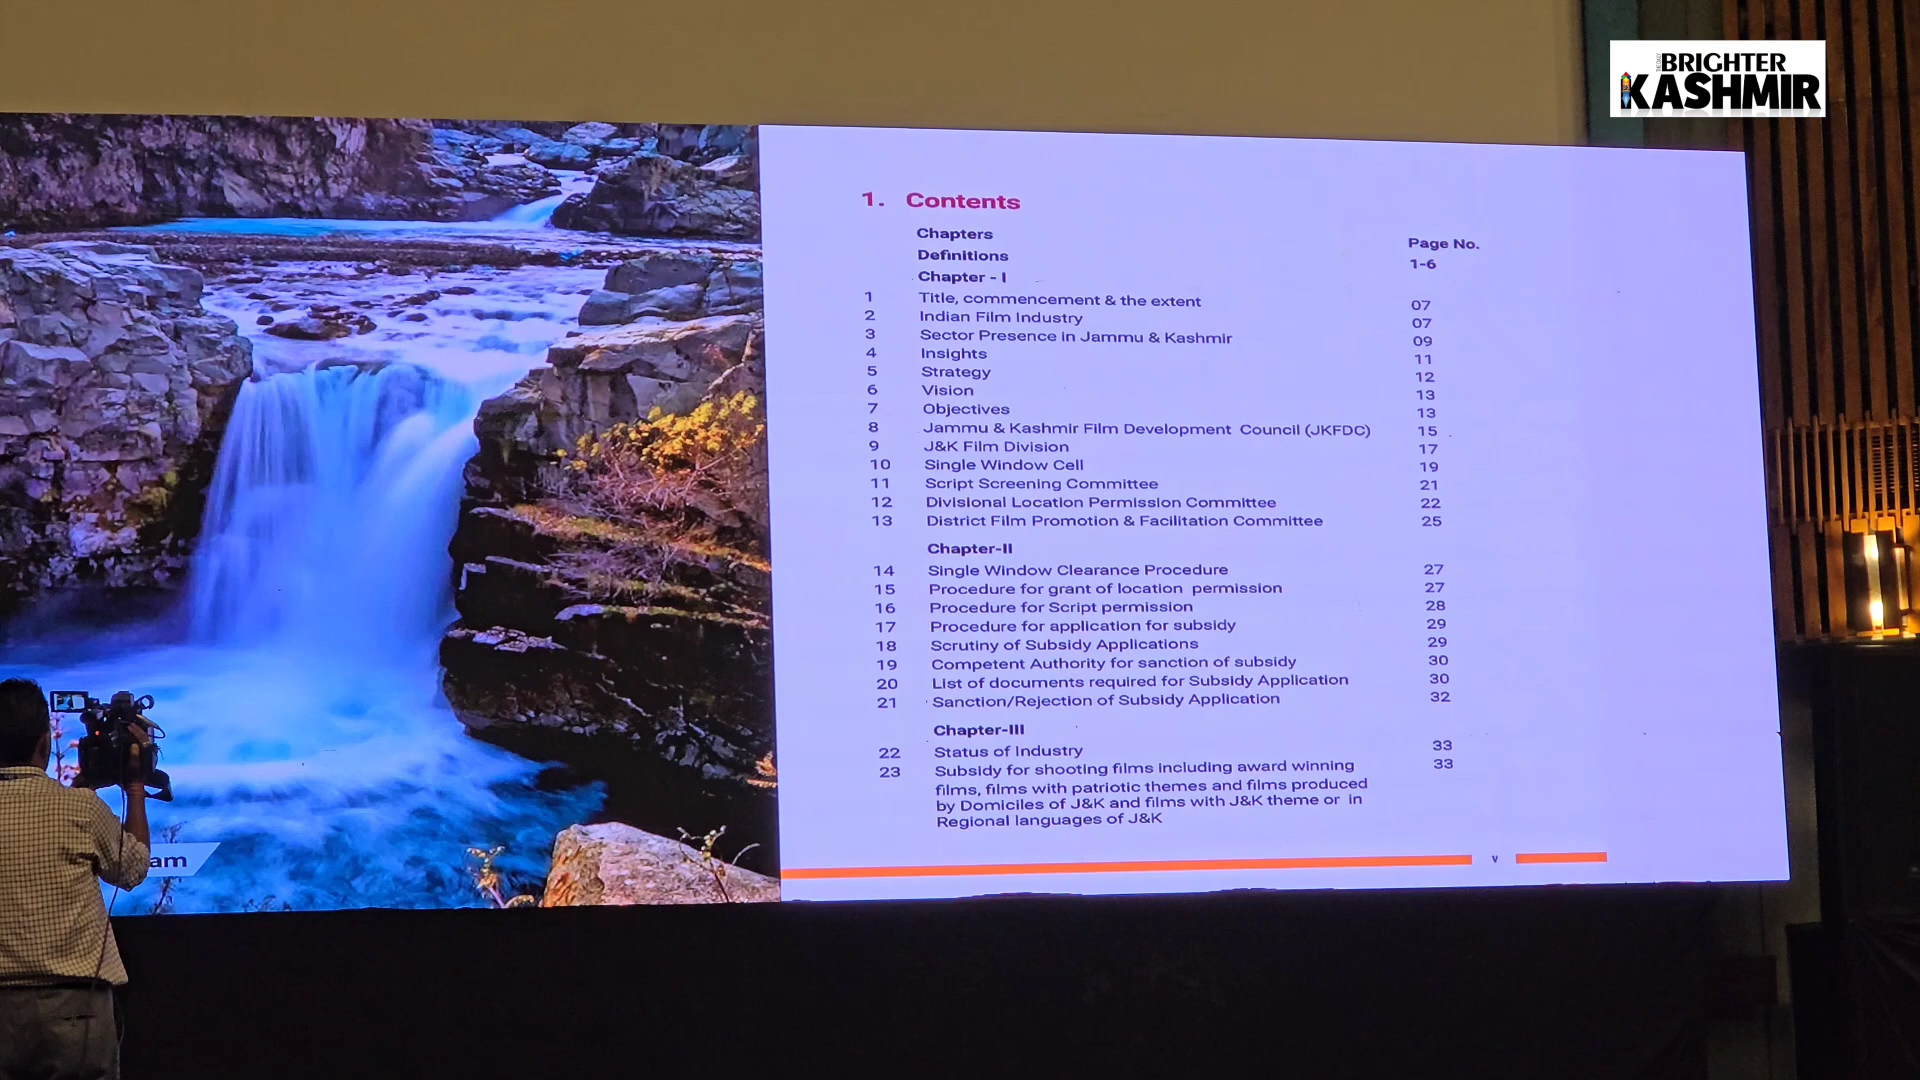 THE DAILY
BRIGHTER
KASHMIR
1. Contents
Chapters Page No.
Definitions 1-6
Chapter - I
1 Title, commencement & the extent 07
2 Indian Film Industry 07
3 Sector Presence in Jammu & Kashmir 09
4 Insights 11
5 Strategy 12
6 Vision 13
7 Objectives 13
8 Jammu & Kashmir Film Development Council (JKFDC) 15
9 J&K Film Division 17
10 Single Window Cell 19
11 Script Screening Committee 21
12 Divisional Location Permission Committee 22
13 District Film Promotion & Facilitation Committee 25
Chapter-II
14 Single Window Clearance Procedure 27
15 Procedure for grant of location permission 27
16 Procedure for Script permission 28
17 Procedure for application for subsidy 29
18 Scrutiny of Subsidy Applications 29
19 Competent Authority for sanction of subsidy 30
20 List of documents required for Subsidy Application 30
21 Sanction/Rejection of Subsidy Application 32
Chapter-III
22 Status of Industry 33
23 Subsidy for shooting films including award winning 33
films, films with patriotic themes and films produced
by Domiciles of J&K and films with J&K theme or in
Regional languages of J&K
v